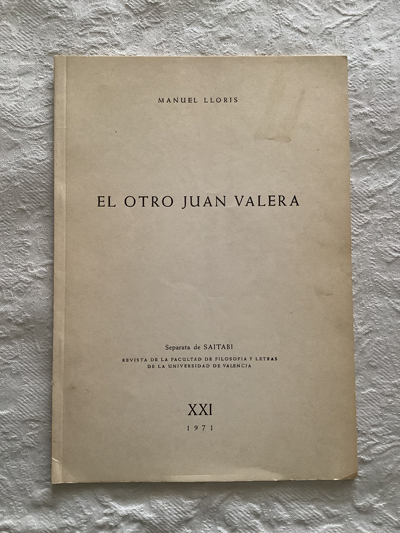 MANUEL LLORIS
EL OTRO JUAN VALERA
Separata de SAITABI
REVISTA DE LA FACULTAD DE FILOSOFIA Y LETRAS
DE LA UNIVERSIDAD DE VALENCIA
XXI
1971